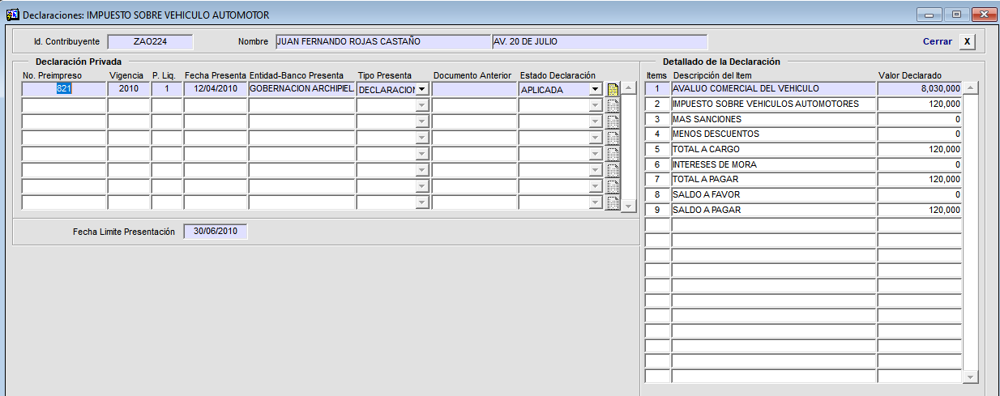 Declaraciones: IMPUESTO SOBRE VEHICULO AUTOMOTOR
Id. Contribuyente ZAO224 Nombre JUAN FERNANDO ROJAS CASTAÑO AV. 20 DE JULIO Cerrar X
Declaración Privada
No. Preimpreso Vigencia P. Liq. Fecha Presenta Entidad-Banco Presenta Tipo Presenta Documento Anterior Estado Declaración
821 2010 1 12/04/2010 GOBERNACION ARCHIPIEL. DECLARACION APLICADA
Fecha Limite Presentación 30/06/2010
Detallado de la Declaración
Items Descripción del Item Valor Declarado
1 AVALUO COMERCIAL DEL VEHICULO 8,030,000
2 IMPUESTO SOBRE VEHICULOS AUTOMOTORES 120,000
3 MAS SANCIONES 0
4 MENOS DESCUENTOS 0
5 TOTAL A CARGO 120,000
6 INTERESES DE MORA 0
7 TOTAL A PAGAR 120,000
8 SALDO A FAVOR 0
9 SALDO A PAGAR 120,000